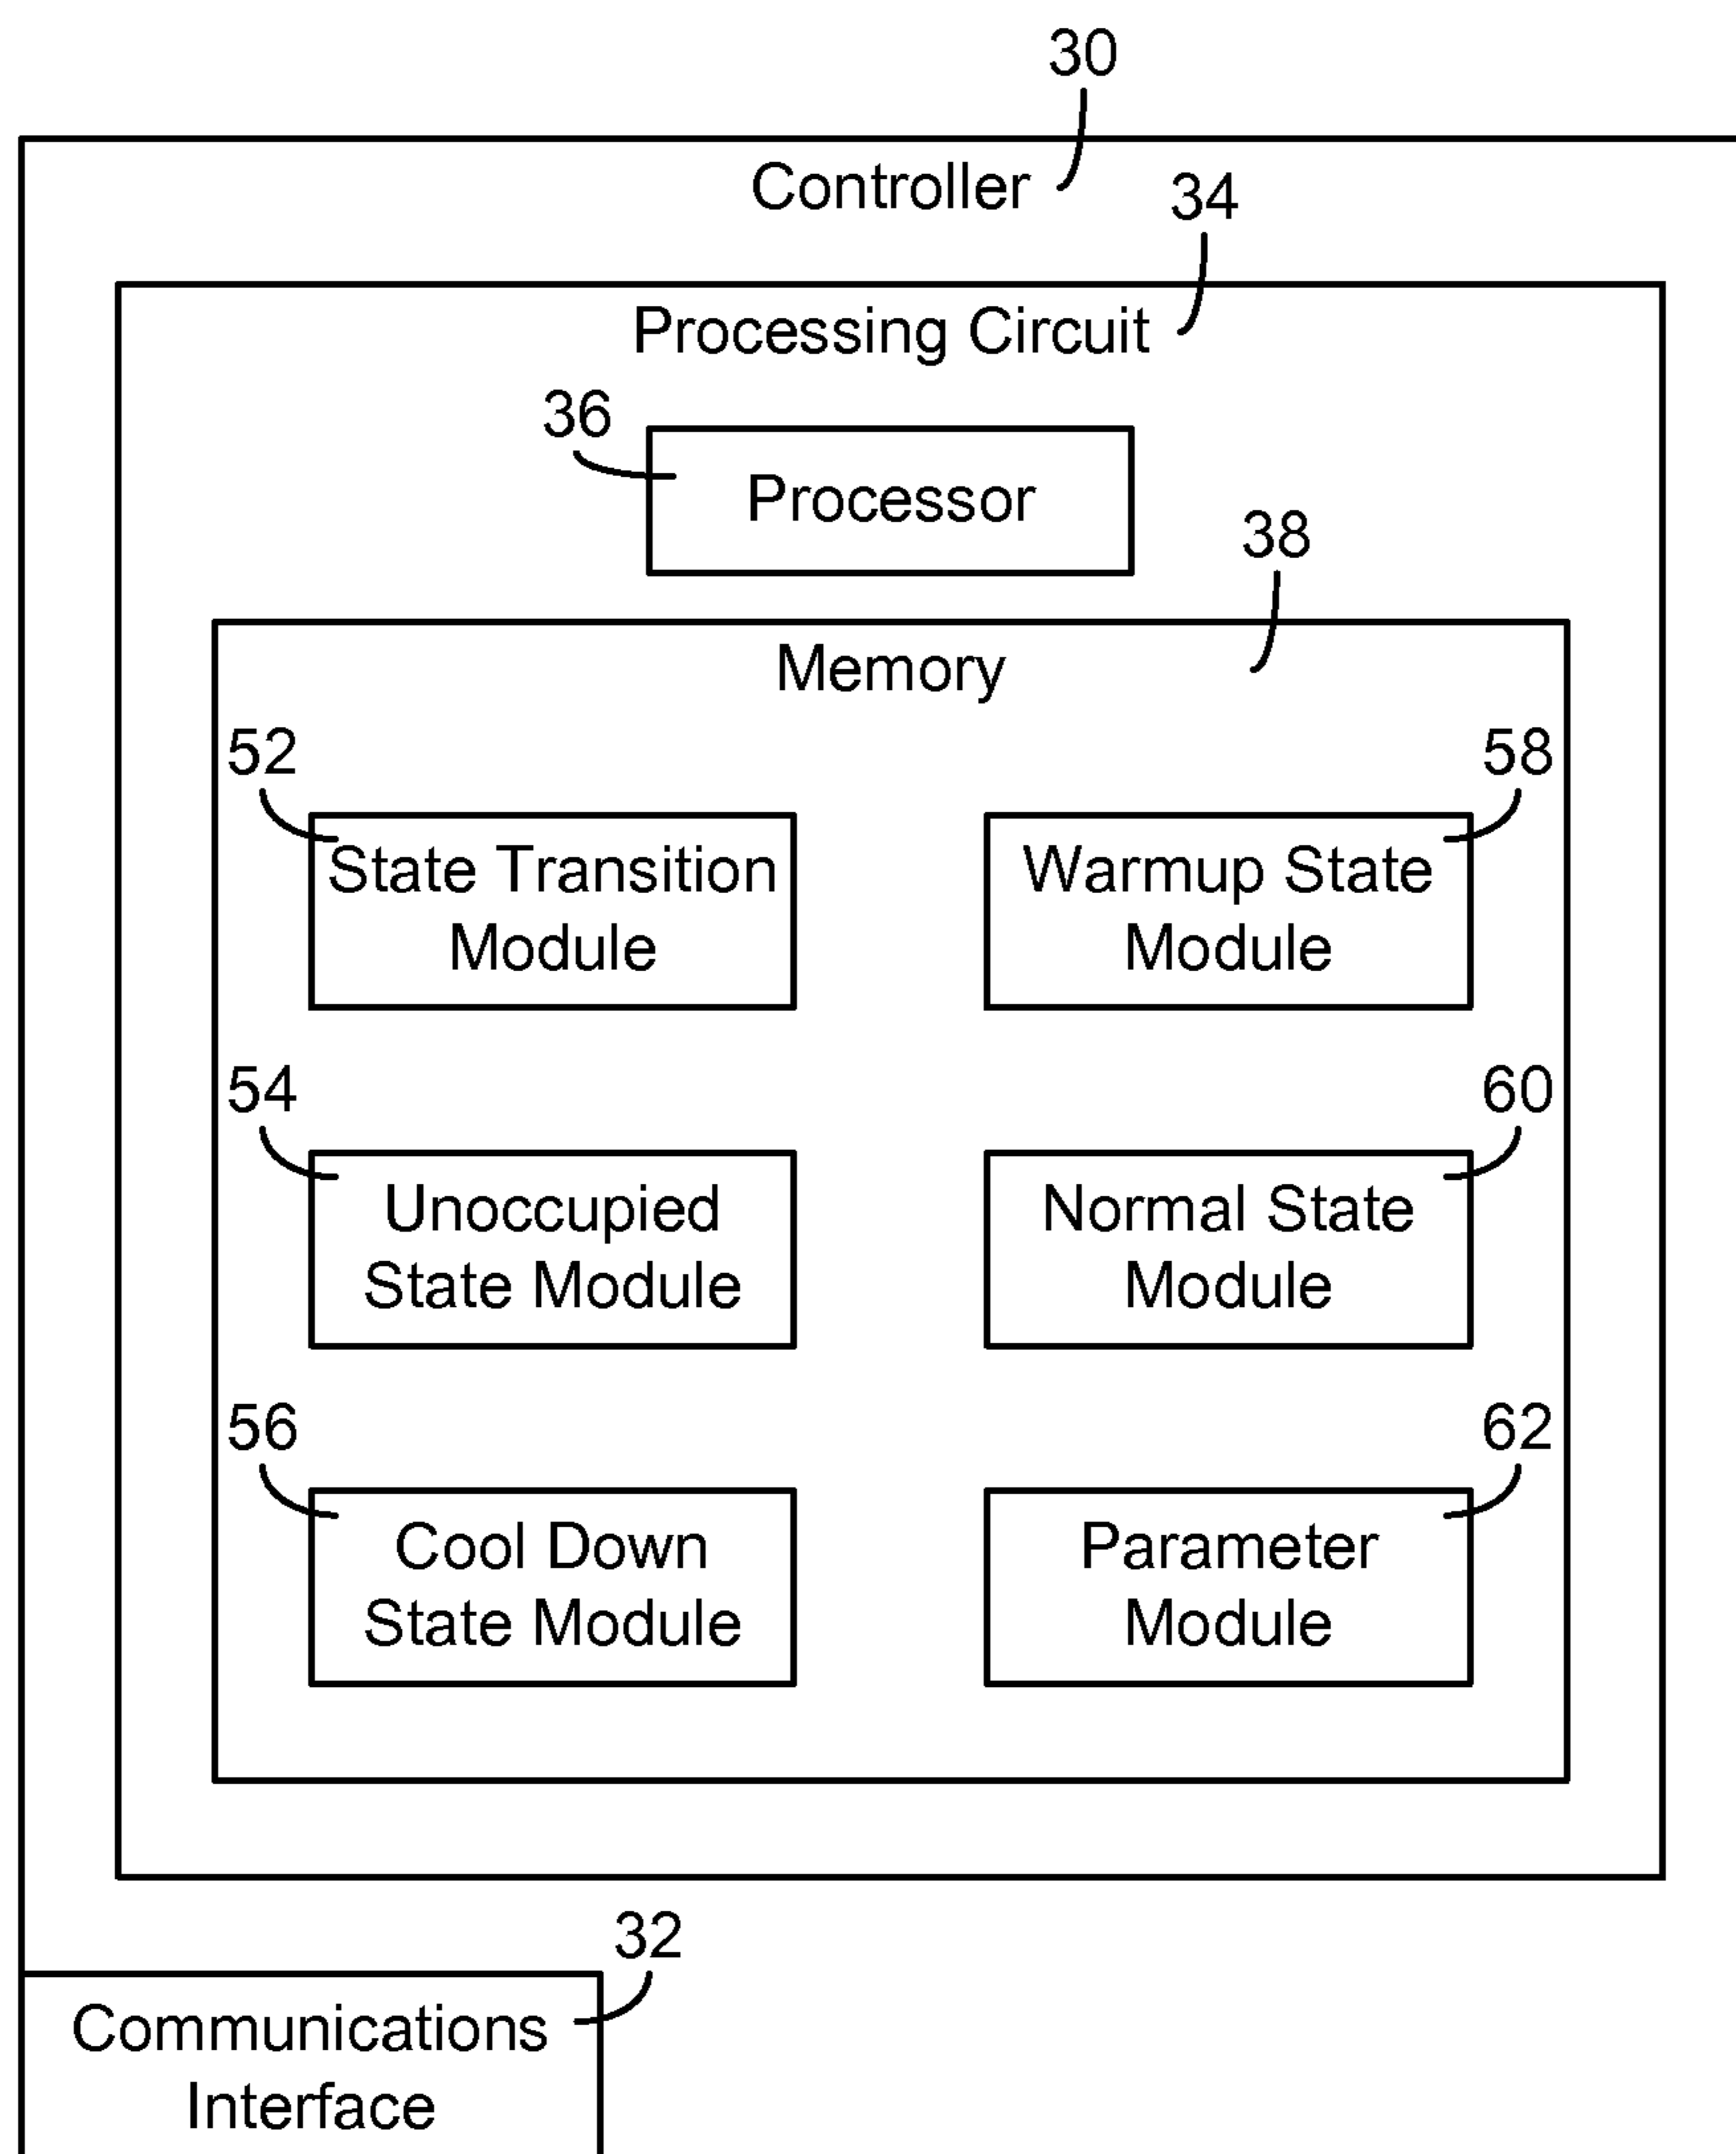 30
Controller
34
Processing Circuit
36
Processor
38
Memory
52
State Transition
Module
58
Warmup State
Module
54
Unoccupied
State Module
60
Normal State
Module
56
Cool Down
State Module
62
Parameter
Module
32
Communications
Interface